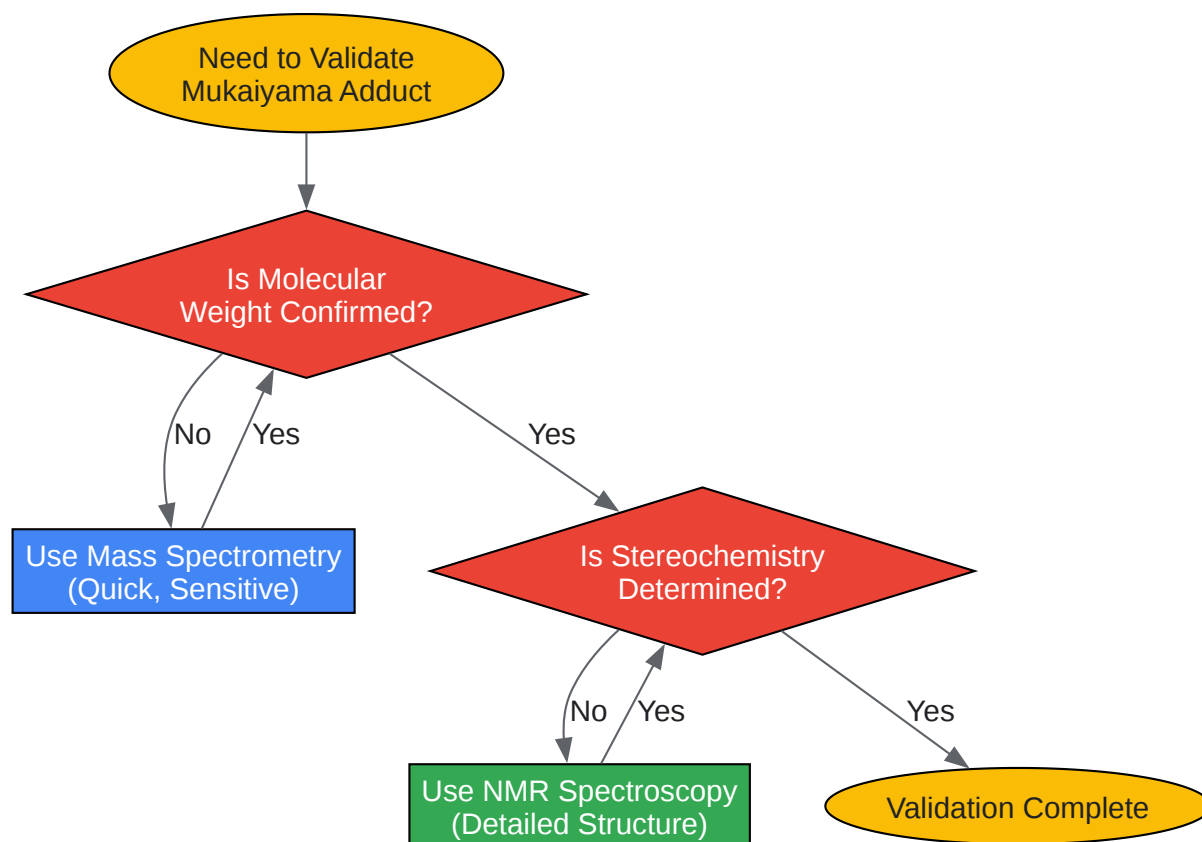 Need to Validate
Mukaiyama Adduct
Is Molecular
Weight Confirmed?
No
Yes
Yes
Use Mass Spectrometry
(Quick, Sensitive)
Is Stereochemistry
Determined?
No
Yes
Yes
Use NMR Spectroscopy
(Detailed Structure)
Validation Complete